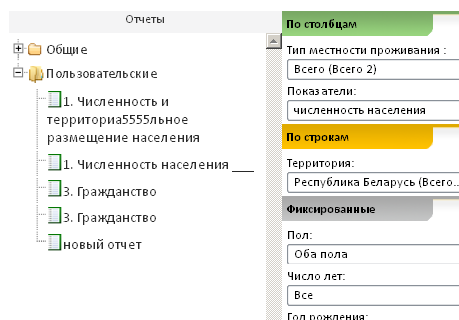 Отчеты
Общие
Пользовательские
1. Численность и
территориа5555льное
размещение населения
1. Численность населения ___
3. Гражданство
3. Гражданство
новый отчет
По столбцам
Тип местности проживания :
Всего (Всего 2)
Показатели:
численность населения
По строкам
Территория:
Республика Беларусь (Всего...
Фиксированные
Пол:
Оба пола
Число лет:
Все
Год рождения: